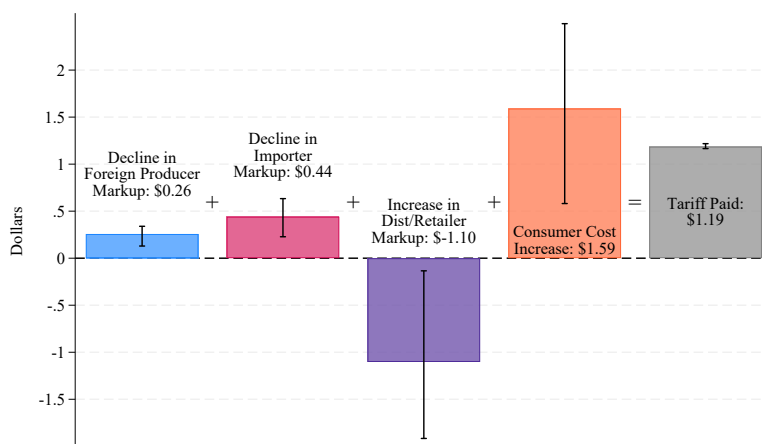 Dollars
2
1.5
1
.5
0
-.5
-1
-1.5
Decline in
Foreign Producer
Markup: $0.26
+
Decline in
Importer
Markup: $0.44
+
Increase in
Dist/Retailer
Markup: $-1.10
+
Consumer Cost
Increase: $1.59
=
Tariff Paid:
$1.19